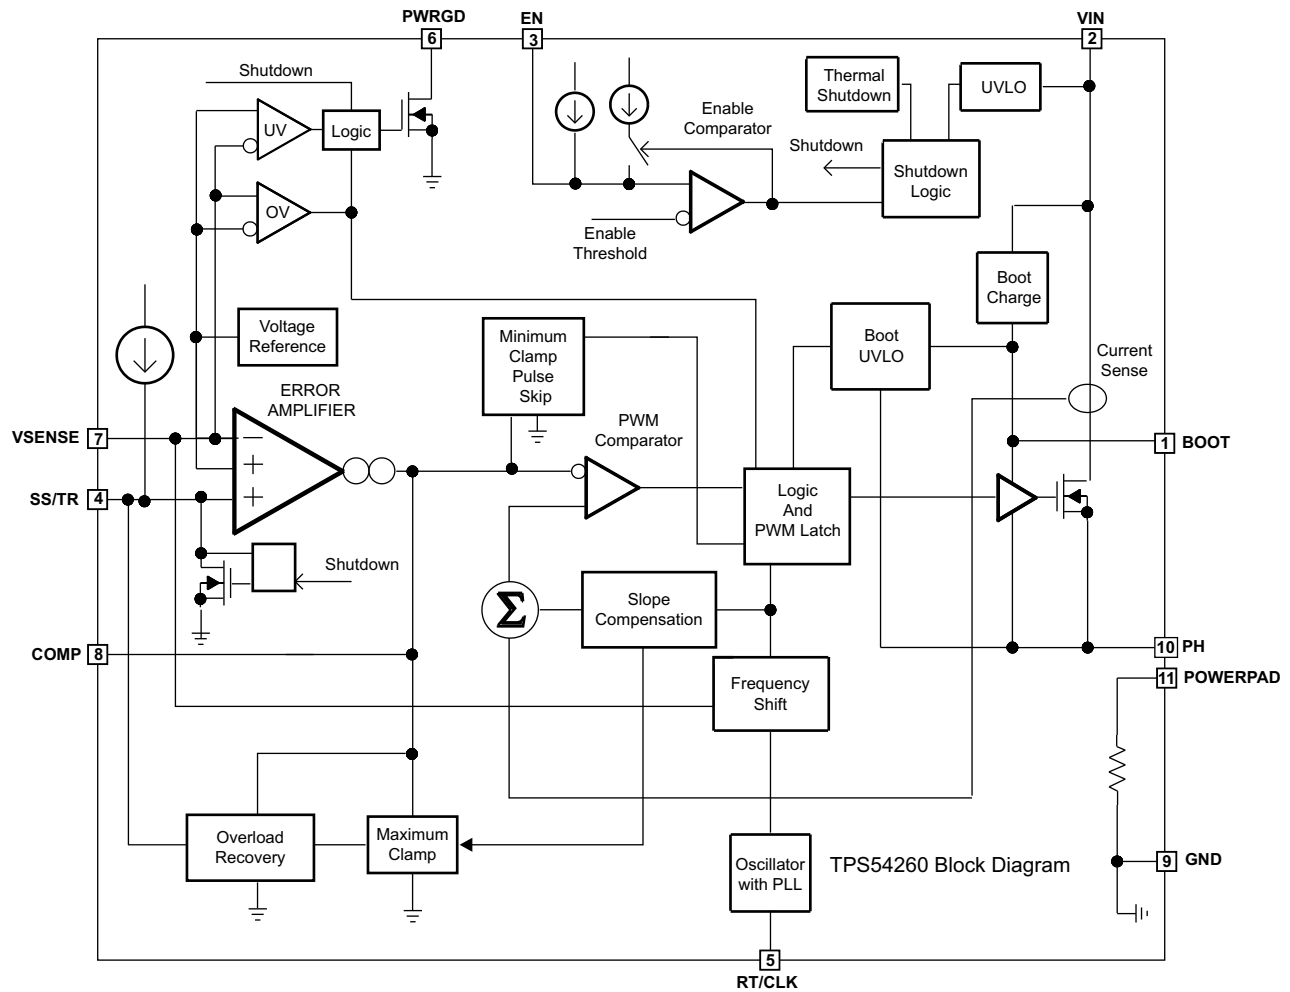 PWRGD
6
EN
3
VIN
2
Shutdown
UV
Logic
OV
Enable
Comparator
Enable
Threshold
Thermal
Shutdown
UVLO
Shutdown
Shutdown
Logic
Boot
Charge
Voltage
Reference
Minimum
Clamp
Pulse
Skip
Boot
UVLO
Current
Sense
ERROR
AMPLIFIER
PWM
Comparator
VSENSE 7
1 BOOT
SS/TR 4
−
+
+
Logic
And
PWM Latch
Shutdown
Σ
Slope
Compensation
COMP 8
10 PH
11 POWERPAD
Frequency
Shift
Overload
Recovery
Maximum
Clamp
Oscillator
with PLL
TPS54260 Block Diagram
9 GND
5
RT/CLK